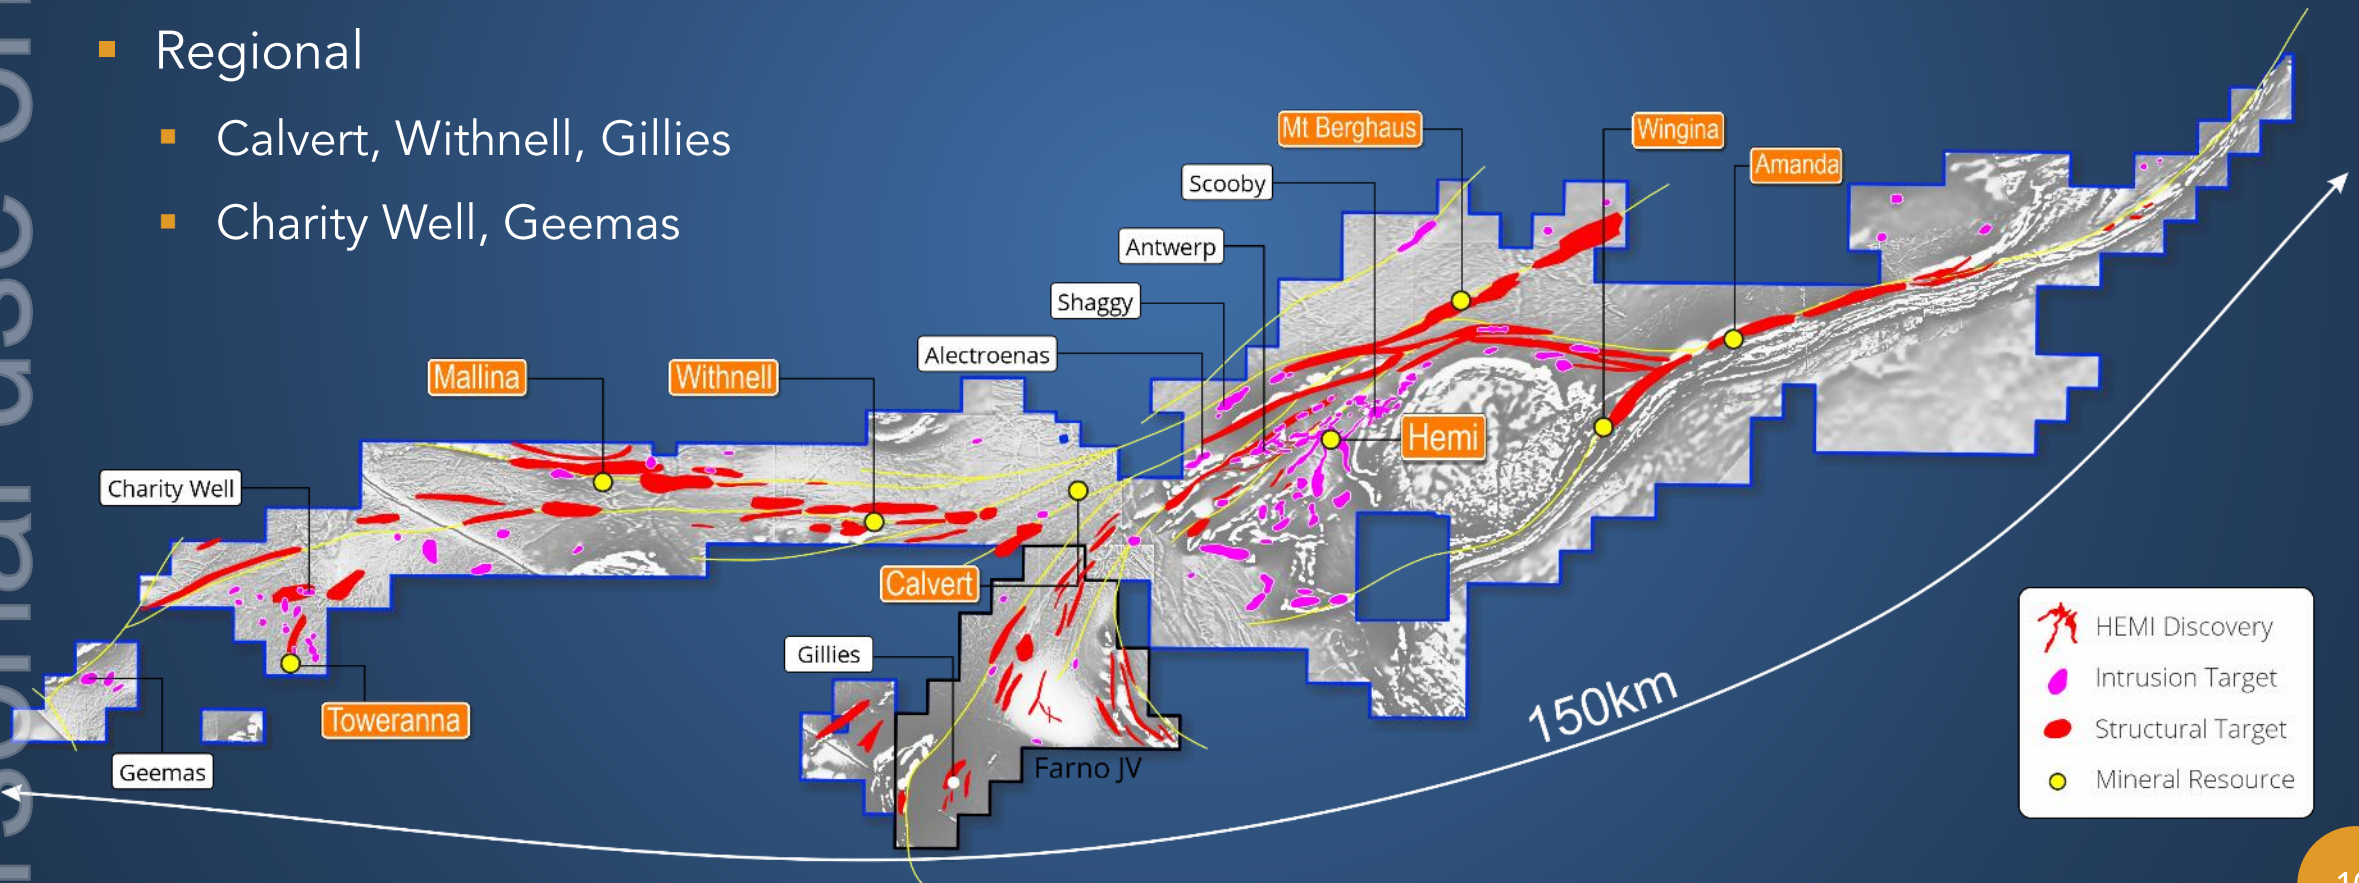 Regional
Calvert, Withnell, Gillies
Charity Well, Geemas
Mt Berghaus
Wingina
Scooby
Amanda
Antwerp
Shaggy
Alectroenas
Mallina
Withnell
Hemi
Charity Well
Calvert
Gillies
Toweranna
Geemas
Farno JV
150km
HEMI Discovery
Intrusion Target
Structural Target
Mineral Resource